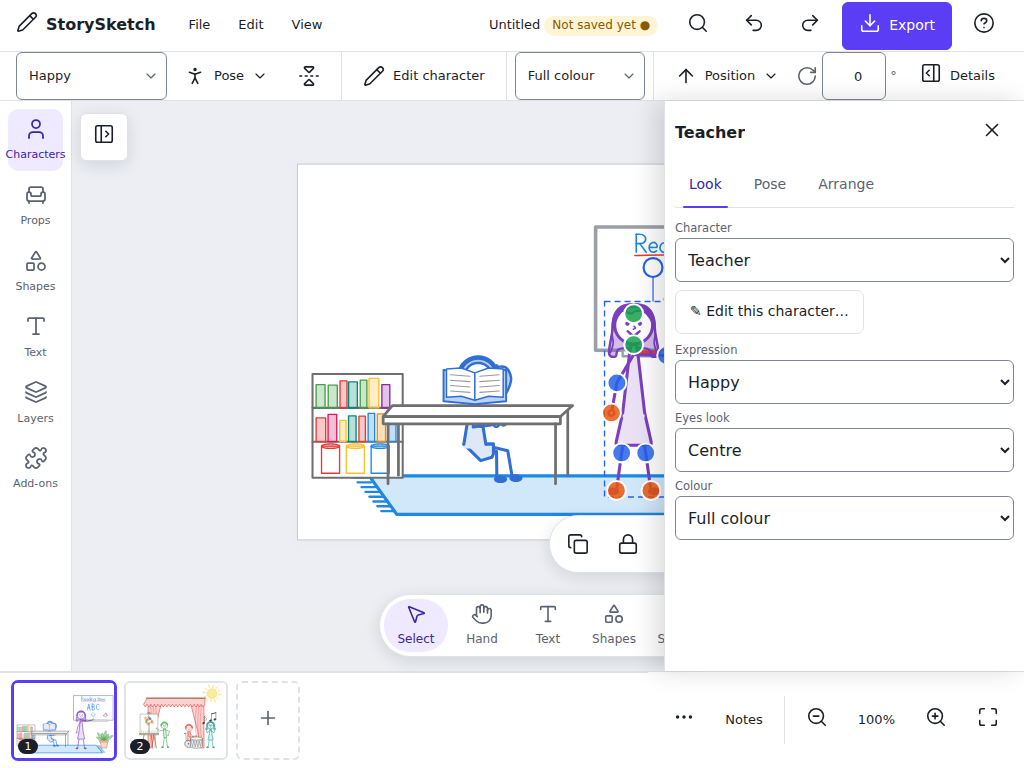 StorySketch
File
Edit
View
Untitled
Not saved yet
Export
Happy
Pose
Edit character
Full colour
Position
0
°
Details
Characters
Props
Shapes
Text
Layers
Add-ons
Teacher
Look
Pose
Arrange
Character
Teacher
✎ Edit this character...
Expression
Happy
Eyes look
Centre
Colour
Full colour
Select
Hand
Text
Shapes
1
ABC
2
Notes
100%